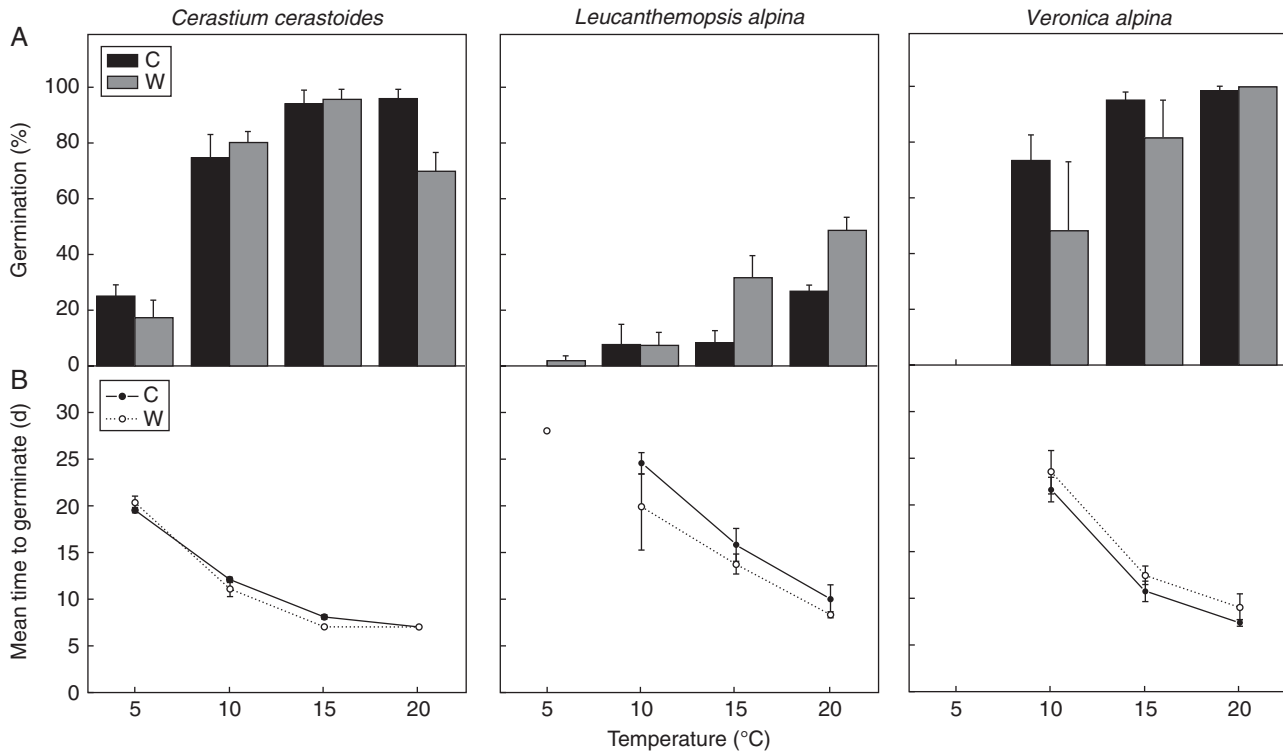 Cerastium cerastoides
Leucanthemopsis alpina
Veronica alpina
A
C
W
Germination (%)
100
80
60
40
20
0
B
C
W
Mean time to germinate (d)
30
25
20
15
10
5
0
5 10 15 20
5 10 15 20
5 10 15 20
Temperature (°C)